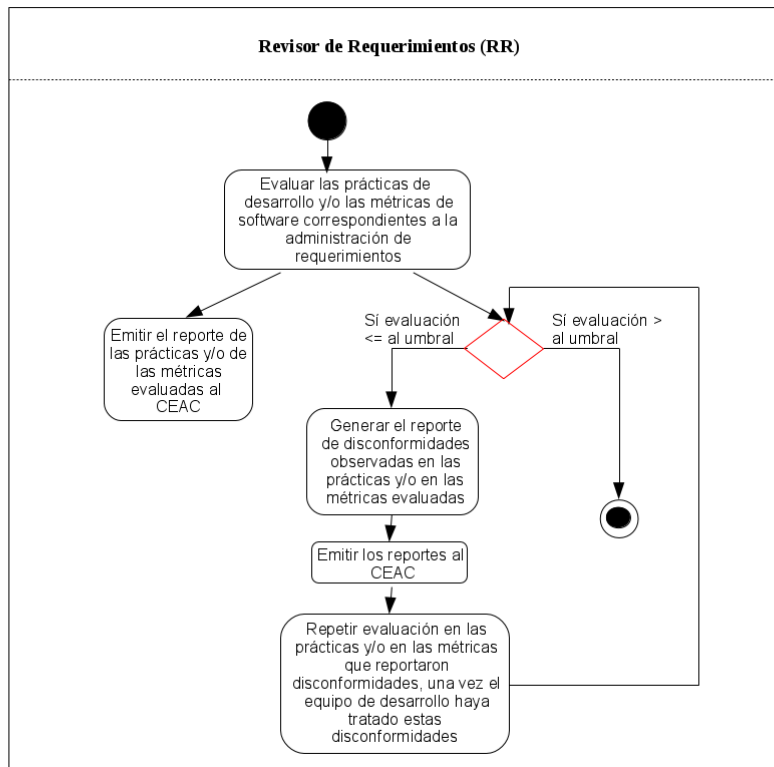 Revisor de Requerimientos (RR)
Evaluar las prácticas de
desarrollo y/o las métricas de
software correspondientes a la
administración de
requerimientos
Emitir el reporte de
las prácticas y/o de
las métricas
evaluadas al
CEAC
Sí evaluación
<= al umbral
Sí evaluación >
al umbral
Generar el reporte
de disconformidades
observadas en las
prácticas y/o en las
métricas evaluadas
Emitir los reportes al
CEAC
Repetir evaluación en las
prácticas y/o en las métricas
que reportaron
disconformidades, una vez el
equipo de desarrollo haya
tratado estas
disconformidades